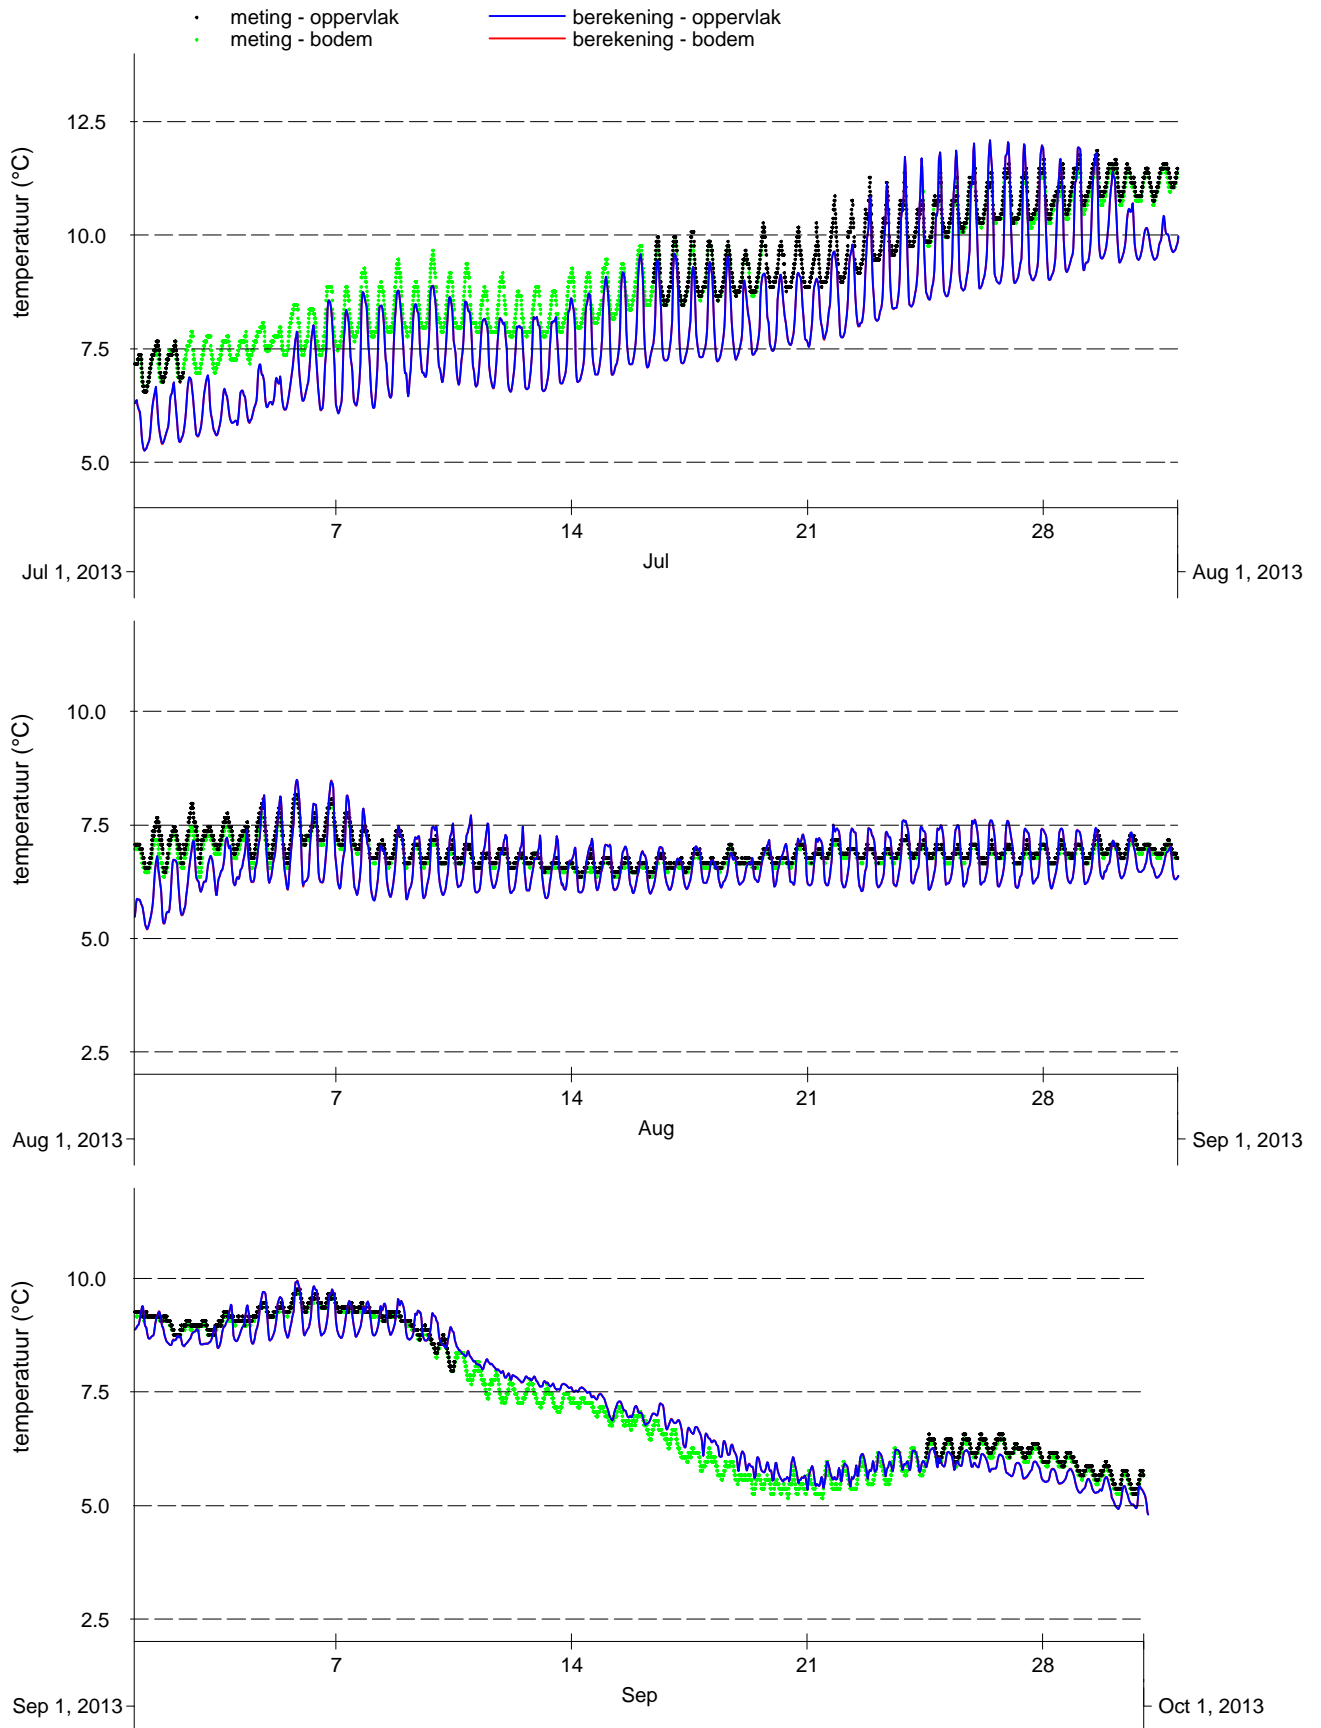 meting - oppervlak berekening - oppervlak
meting - bodem berekening - bodem
temperatuur (°C)
12.5
10.0
7.5
5.0
7 14 21 28
Jul
Jul 1, 2013 Aug 1, 2013
temperatuur (°C)
10.0
7.5
5.0
2.5
7 14 21 28
Aug
Aug 1, 2013 Sep 1, 2013
temperatuur (°C)
10.0
7.5
5.0
2.5
7 14 21 28
Sep
Sep 1, 2013 Oct 1, 2013